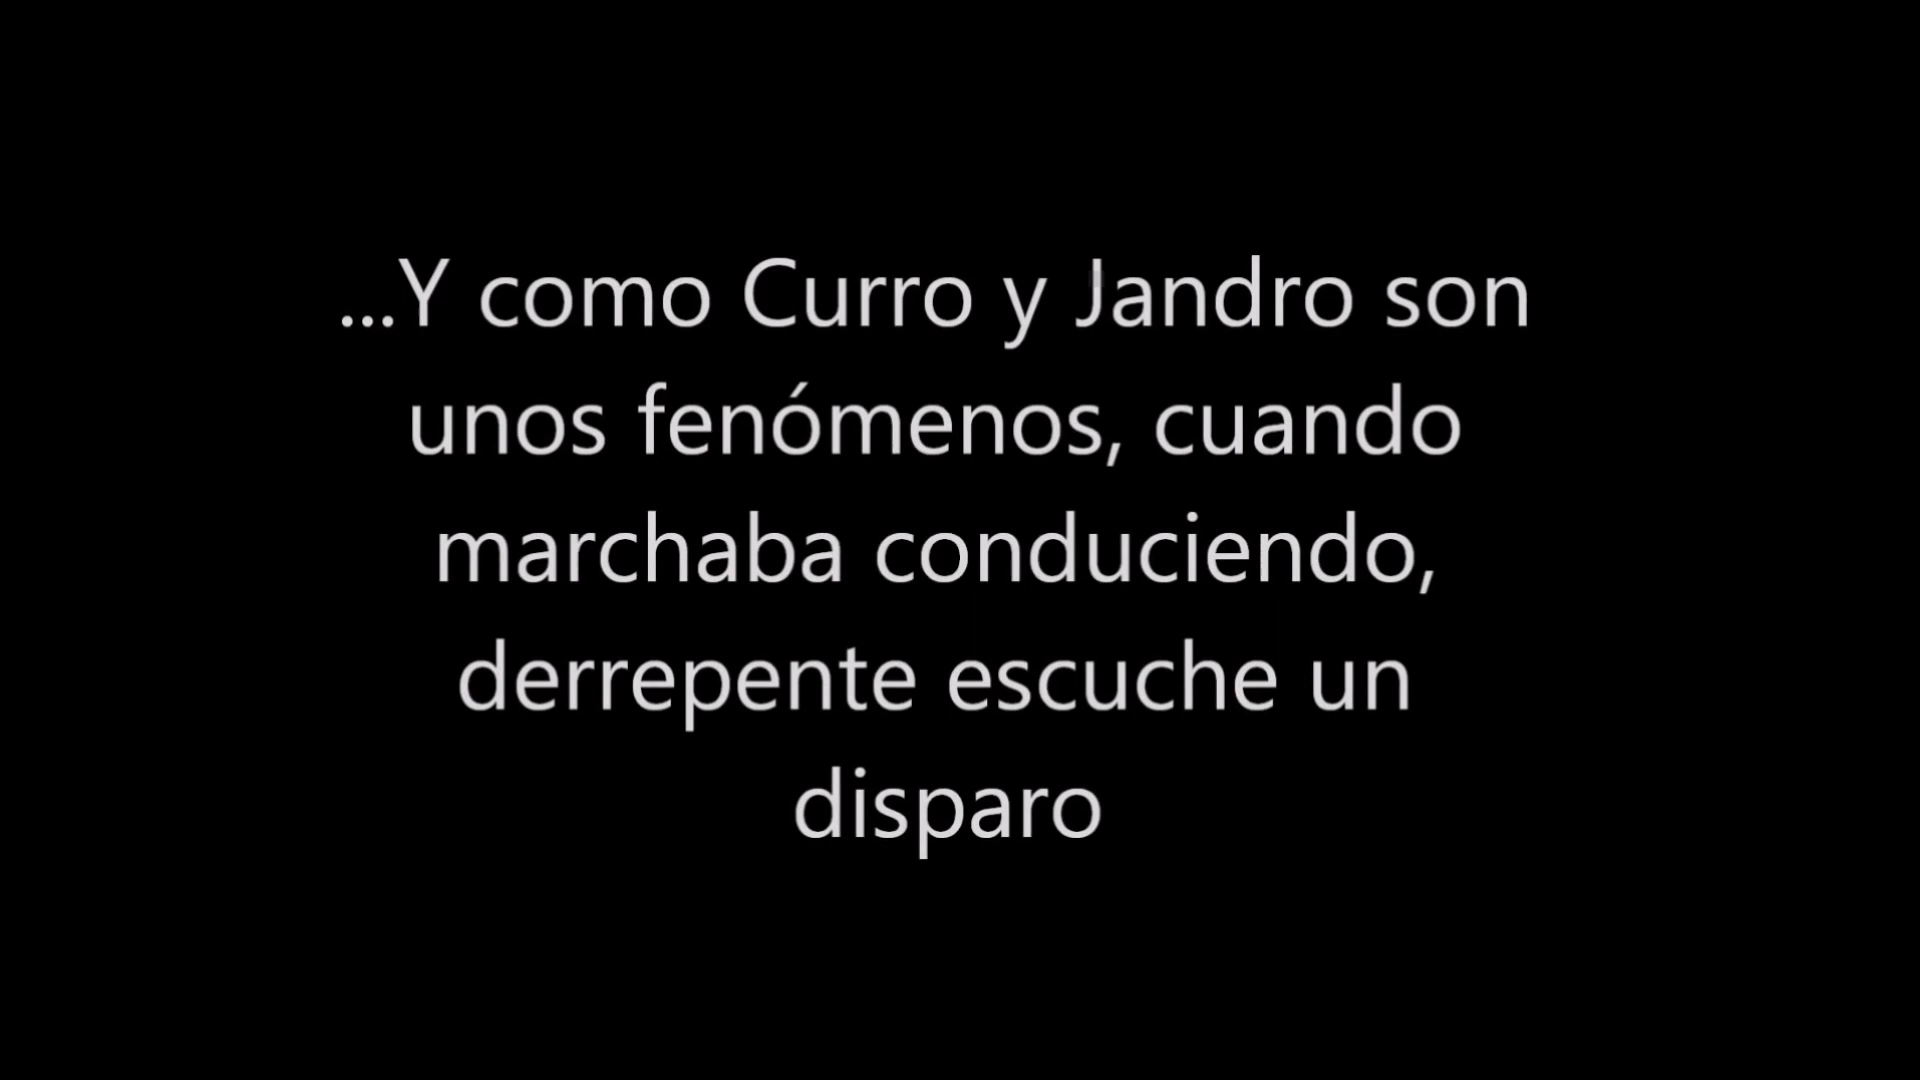 ...Y como Curro y Jandro son
unos fenómenos, cuando
marchaba conduciendo,
derrepente escuche un
disparo